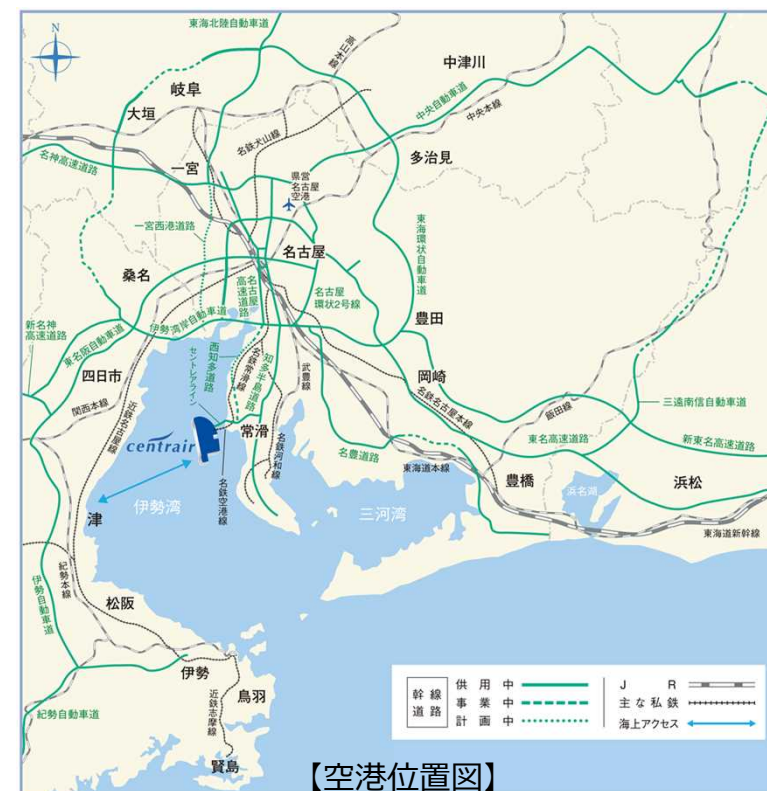 東海北陸自動車道
N
高山本線
中津川
岐阜
大垣
中央自動車道
中央本線
名鉄犬山線
名神高速道路
一宮
多治見
県営
名古屋
空港
一宮西港道路
東海環状自動車道
名古屋
桑名
名古屋
高速道路
名古屋
環状2号線
新名神
高速道路
東名阪自動車道
伊勢湾岸自動車道
豊田
西知多道路
セントレアライン
名鉄常滑線
知多半島道路
武豊線
四日市
岡崎
名鉄名古屋本線
飯田線
三遠南信自動車道
関西本線
近鉄名古屋線
centrair
常滑
名鉄河和線
名豊道路
東海道本線
東名高速道路
新東名高速道路
豊橋
浜名湖
浜松
名鉄空港線
津
伊勢湾
三河湾
東海道新幹線
紀勢本線
伊勢自動車道
松阪
伊勢
鳥羽
近鉄志摩線
紀勢自動車道
賢島
幹線
道路
供用中
事業中
計画中
JR
主な私鉄
海上アクセス
【空港位置図】